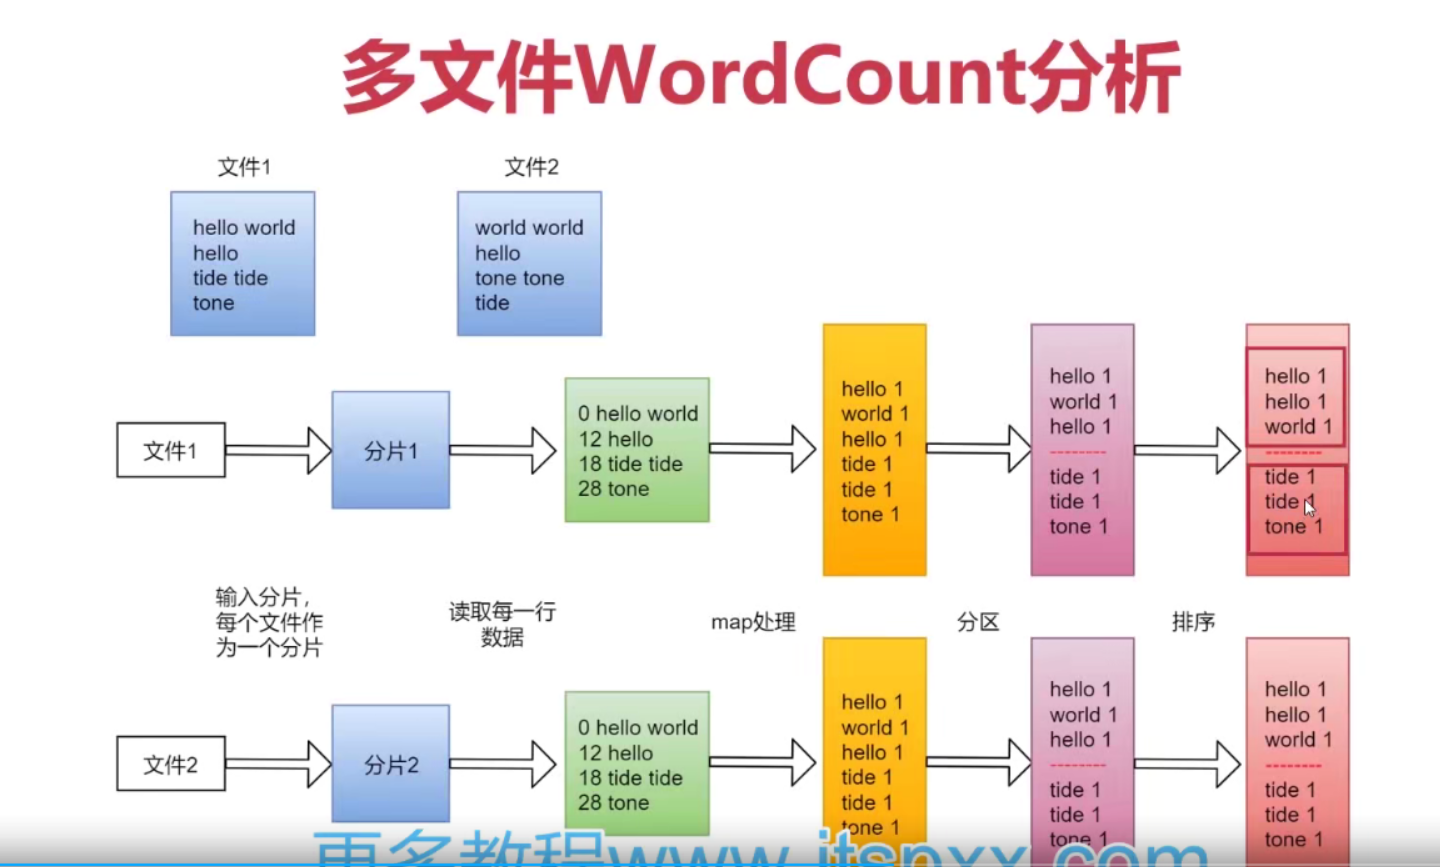 多文件WordCount分析
文件1
hello world
hello
tide tide
tone
文件2
world world
hello
tone tone
tide
文件1
分片1
0 hello world
12 hello
18 tide tide
28 tone
hello 1
world 1
hello 1
tide 1
tide 1
tone 1
hello 1
world 1
hello 1
--------
tide 1
tide 1
tone 1
hello 1
hello 1
world 1
--------
tide 1
tide 1
tone 1
输入分片，
每个文件作
为一个分片
读取每一行
数据
map处理
分区
排序
文件2
分片2
0 hello world
12 hello
18 tide tide
28 tone
hello 1
world 1
hello 1
tide 1
tide 1
tone 1
hello 1
world 1
hello 1
--------
tide 1
tide 1
tone 1
hello 1
hello 1
world 1
--------
tide 1
tide 1
tone 1
更多教程www.itspxx.com